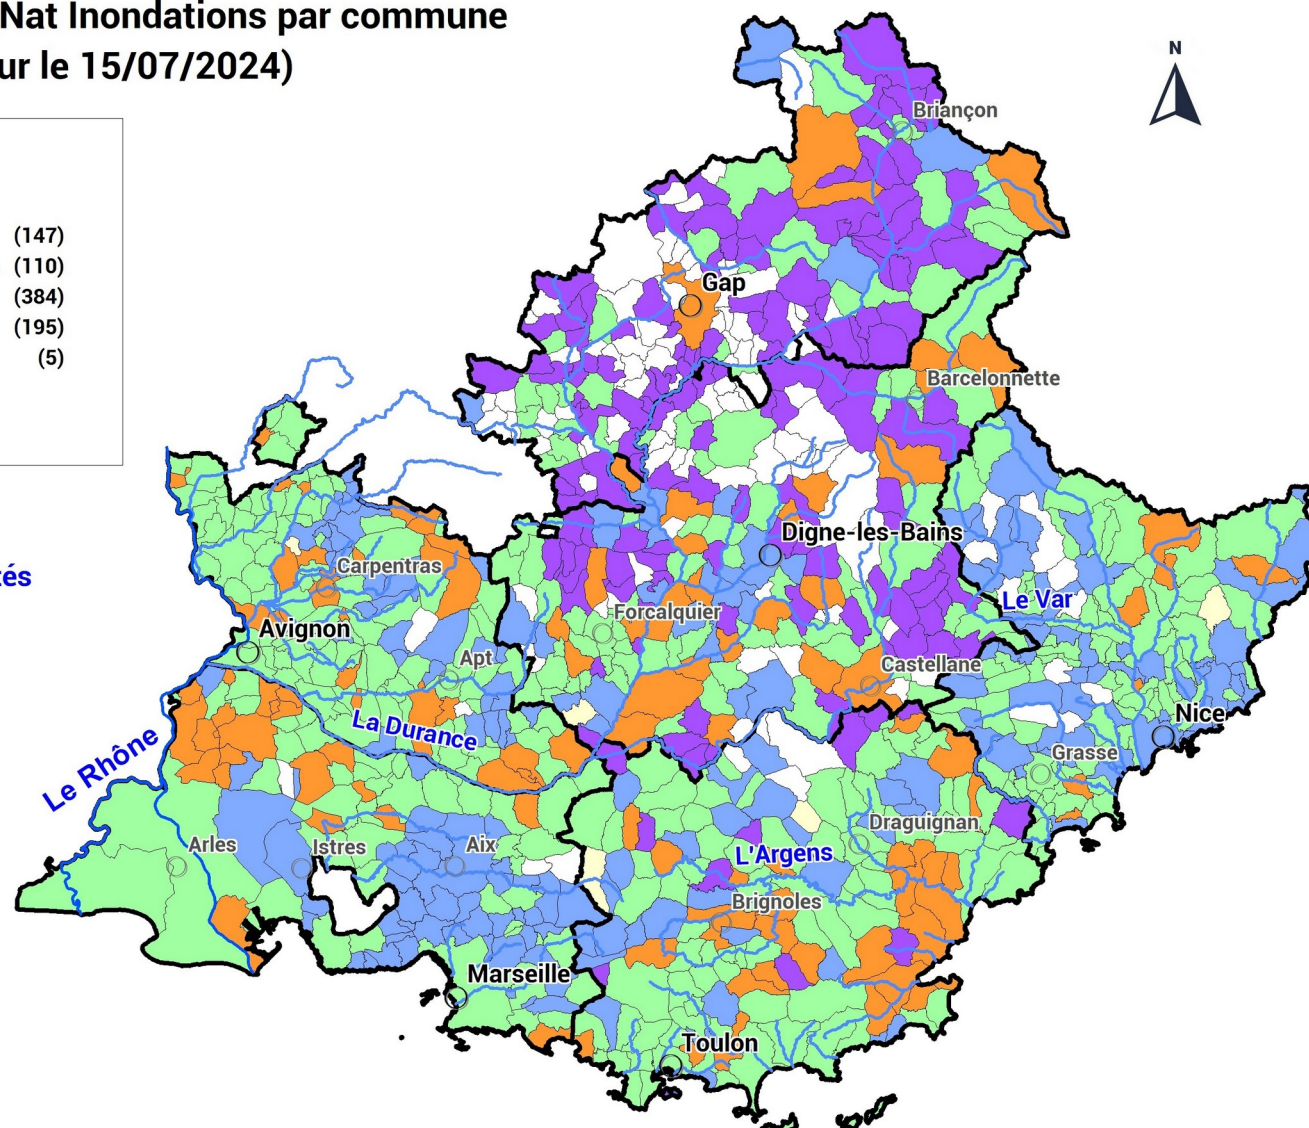 Nat Inondations par commune
ur le 15/07/2024)
N
(147)
(110)
(384)
(195)
(5)
tés
Briançon
Gap
Barcelonnette
Digne-les-Bains
Carpentras
Le Var
Forcalquier
Avignon
Apt
Castellane
La Durance
Nice
Le Rhône
Grasse
Draguignan
Arles
Istres
Aix
L'Argens
Brignoles
Marseille
Toulon